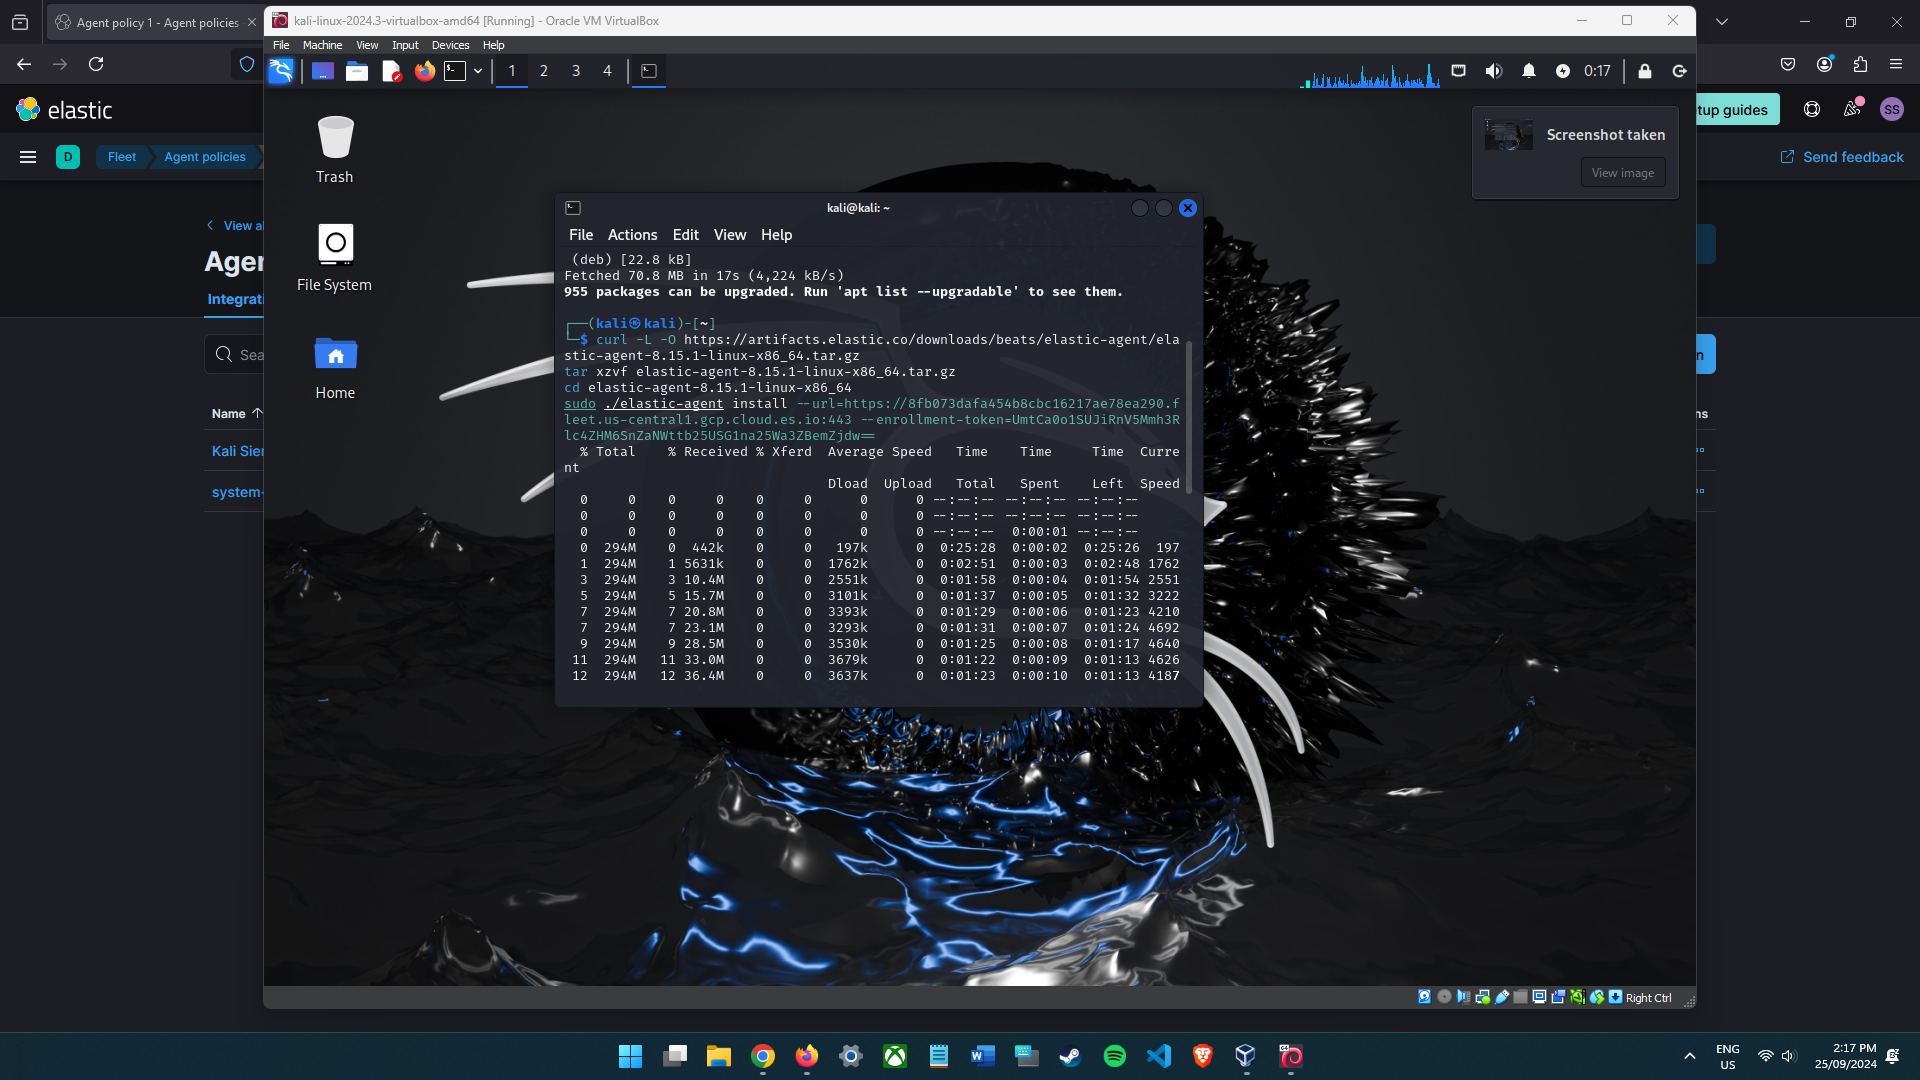 Agent policy 1 - Agent policies
kali-linux-2024.3-virtualbox-amd64 [Running] - Oracle VM VirtualBox
File Machine View Input Devices Help
1 2 3 4
0:17
elastic
tup guides
SS
D
Fleet
Agent policies
Send feedback
View al
Agen
Integrati
Sea
Name
Kali Sier
system-
n
ns
Trash
File System
Home
Screenshot taken
View image
kali@kali: ~
File Actions Edit View Help
(deb) [22.8 kB]
Fetched 70.8 MB in 17s (4,224 kB/s)
955 packages can be upgraded. Run 'apt list --upgradable' to see them.
┌──(kali㉿kali)-[~]
└─$ curl -L -O https://artifacts.elastic.co/downloads/beats/elastic-agent/ela
stic-agent-8.15.1-linux-x86_64.tar.gz
tar xzvf elastic-agent-8.15.1-linux-x86_64.tar.gz
cd elastic-agent-8.15.1-linux-x86_64
sudo ./elastic-agent install --url=https://8fb073dafa454b8cbc16217ae78ea290.f
leet.us-central1.gcp.cloud.es.io:443 --enrollment-token=UmtCa0o1SUJiRnV5Mmh3R
lc4ZHM6SnZaNWttb25USG1na25Wa3ZBemZjdw==
% Total % Received % Xferd Average Speed Time Time Time Curre
nt
Dload Upload Total Spent Left Speed
0 0 0 0 0 0 0 0 --:--:-- --:--:-- --:--:--
0 0 0 0 0 0 0 0 --:--:-- --:--:-- --:--:--
0 0 0 0 0 0 0 0 --:--:-- 0:00:01 --:--:--
0 294M 0 442k 0 0 197k 0 0:25:28 0:00:02 0:25:26 197
1 294M 1 5631k 0 0 1762k 0 0:02:51 0:00:03 0:02:48 1762
3 294M 3 10.4M 0 0 2551k 0 0:01:58 0:00:04 0:01:54 2551
5 294M 5 15.7M 0 0 3101k 0 0:01:37 0:00:05 0:01:32 3222
7 294M 7 20.8M 0 0 3393k 0 0:01:29 0:00:06 0:01:23 4210
7 294M 7 23.1M 0 0 3293k 0 0:01:31 0:00:07 0:01:24 4692
9 294M 9 28.5M 0 0 3530k 0 0:01:25 0:00:08 0:01:17 4640
11 294M 11 33.0M 0 0 3679k 0 0:01:22 0:00:09 0:01:13 4626
12 294M 12 36.4M 0 0 3637k 0 0:01:23 0:00:10 0:01:13 4187
Right Ctrl
ENG
US
2:17 PM
25/09/2024